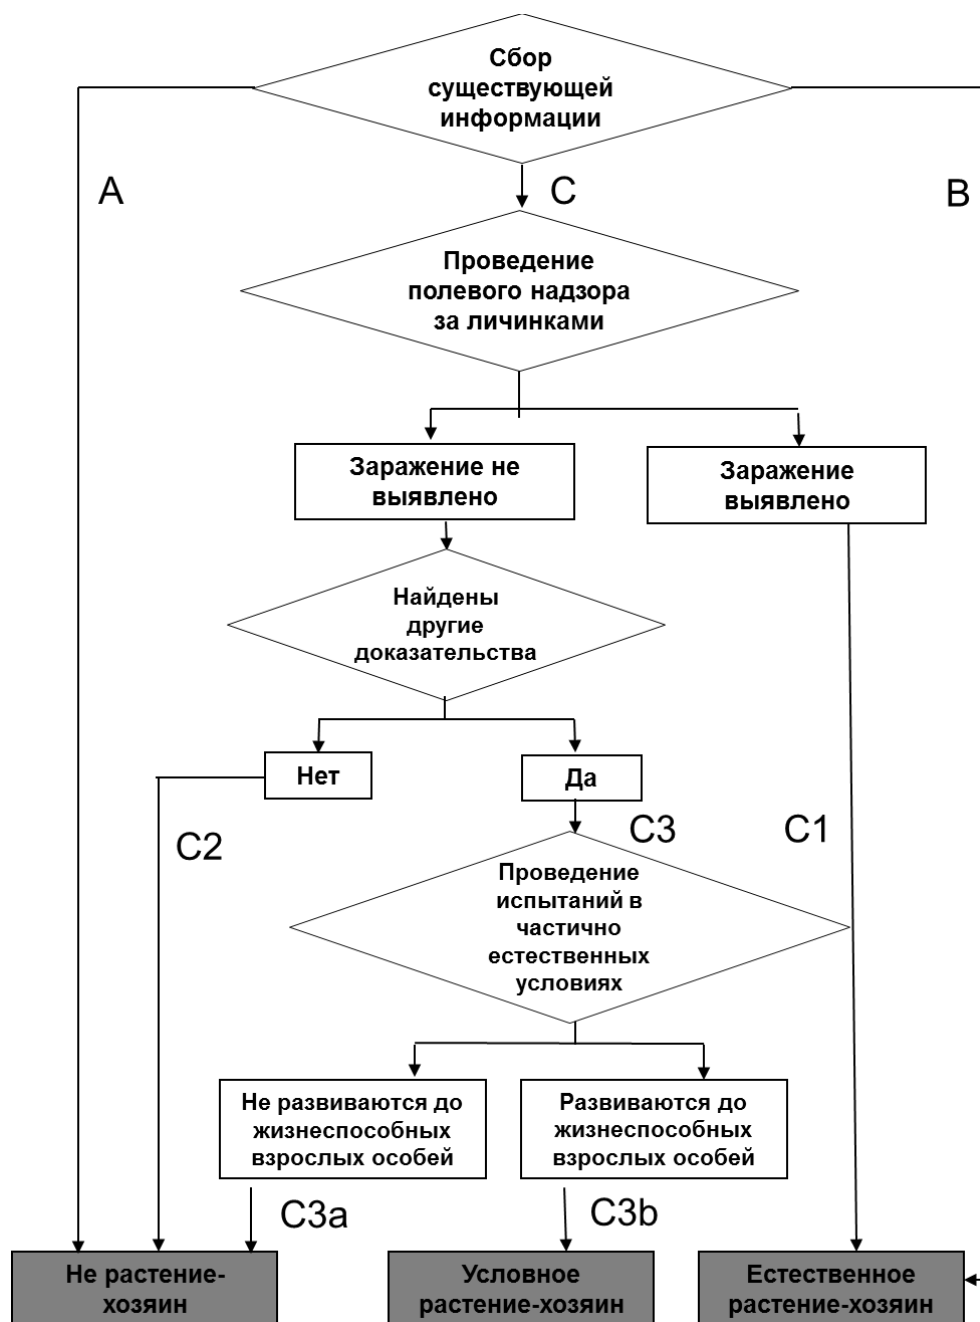 Сбор
существующей
информации
A
C
B
Проведение
полевого надзора
за личинками
Заражение не
выявлено
Заражение
выявлено
Найдены
другие
доказательства
Нет
Да
C2
C3
C1
Проведение
испытаний в
частично
естественных
условиях
Не развиваются до
жизнеспособных
взрослых особей
Развиваются до
жизнеспособных
взрослых особей
C3a
C3b
Не растение-
хозяин
Условное
растение-хозяин
Естественное
растение-хозяин